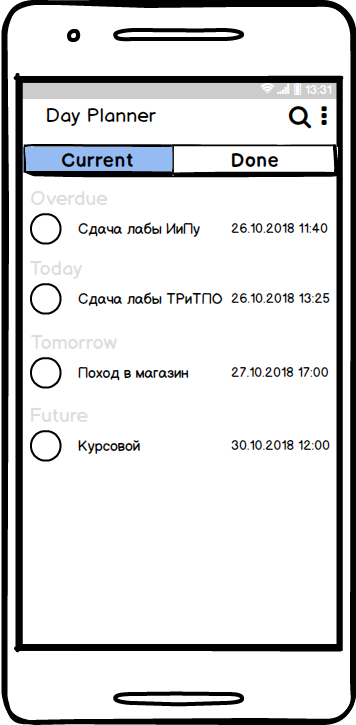 13:31
Day Planner
Current Done
Overdue
Сдача лабы ИиПу 26.10.2018 11:40
Today
Сдача лабы ТРиТПО 26.10.2018 13:25
Tomorrow
Поход в магазин 27.10.2018 17:00
Future
Курсовой 30.10.2018 12:00